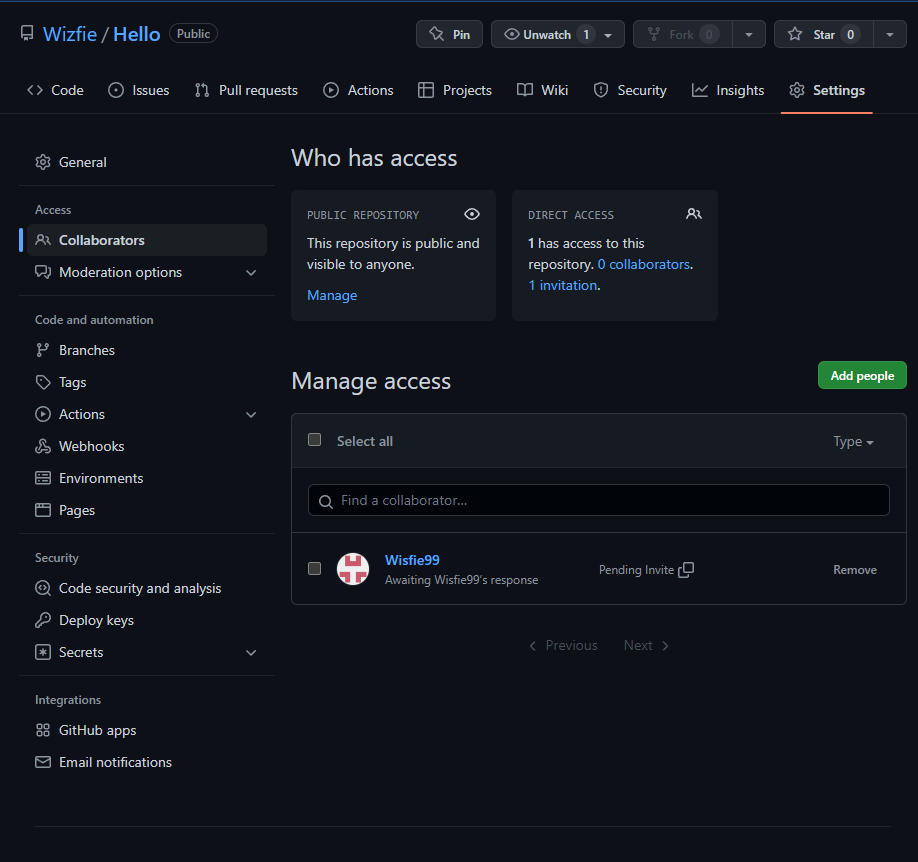 Wizfie / Hello Public
Pin Unwatch 1 Fork 0 Star 0
Code Issues Pull requests Actions Projects Wiki Security Insights Settings
General
Access
Collaborators
Moderation options
Code and automation
Branches
Tags
Actions
Webhooks
Environments
Pages
Security
Code security and analysis
Deploy keys
Secrets
Integrations
GitHub apps
Email notifications
Who has access
PUBLIC REPOSITORY
This repository is public and
visible to anyone.
Manage
DIRECT ACCESS
1 has access to this
repository. 0 collaborators.
1 invitation.
Manage access
Add people
Select all
Type
Find a collaborator...
Wisfie99
Awaiting Wisfie99's response
Pending Invite
Remove
Previous Next